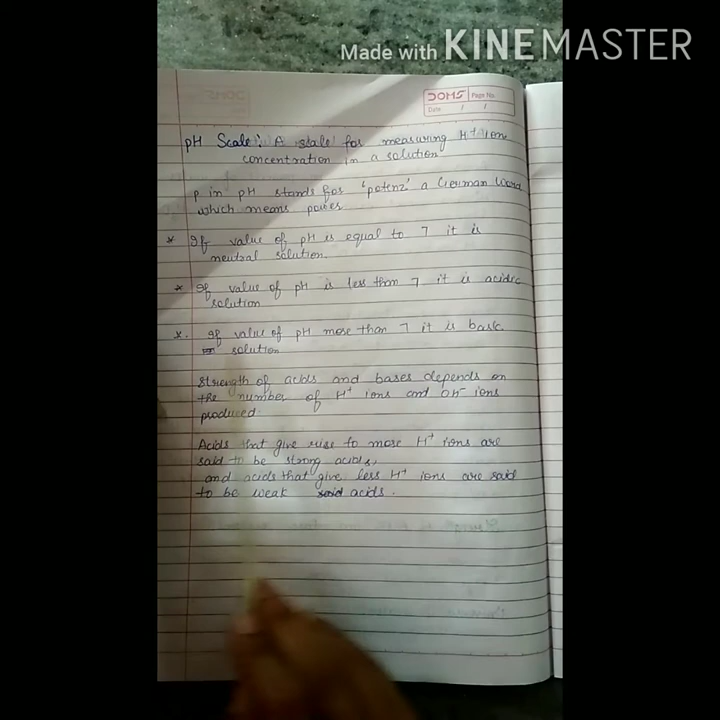 Made with KINEMASTER
DOMS Page No.
Date / /
pH Scale: A scale for measuring H+ ions
concentration in a solution
p in pH stands for 'potenz' a German word
which means power
* If value of pH is equal to 7 it is
neutral solution.
* If value of pH is less than 7 it is acidic
solution
*. If value of pH more than 7 it is basic
solution
Strength of acids and bases depends on
the number of H+ ions and OH- ions
produced.
Acids that give rise to more H+ ions are
said to be strong acids,
and acids that give less H+ ions are said
to be weak acids.